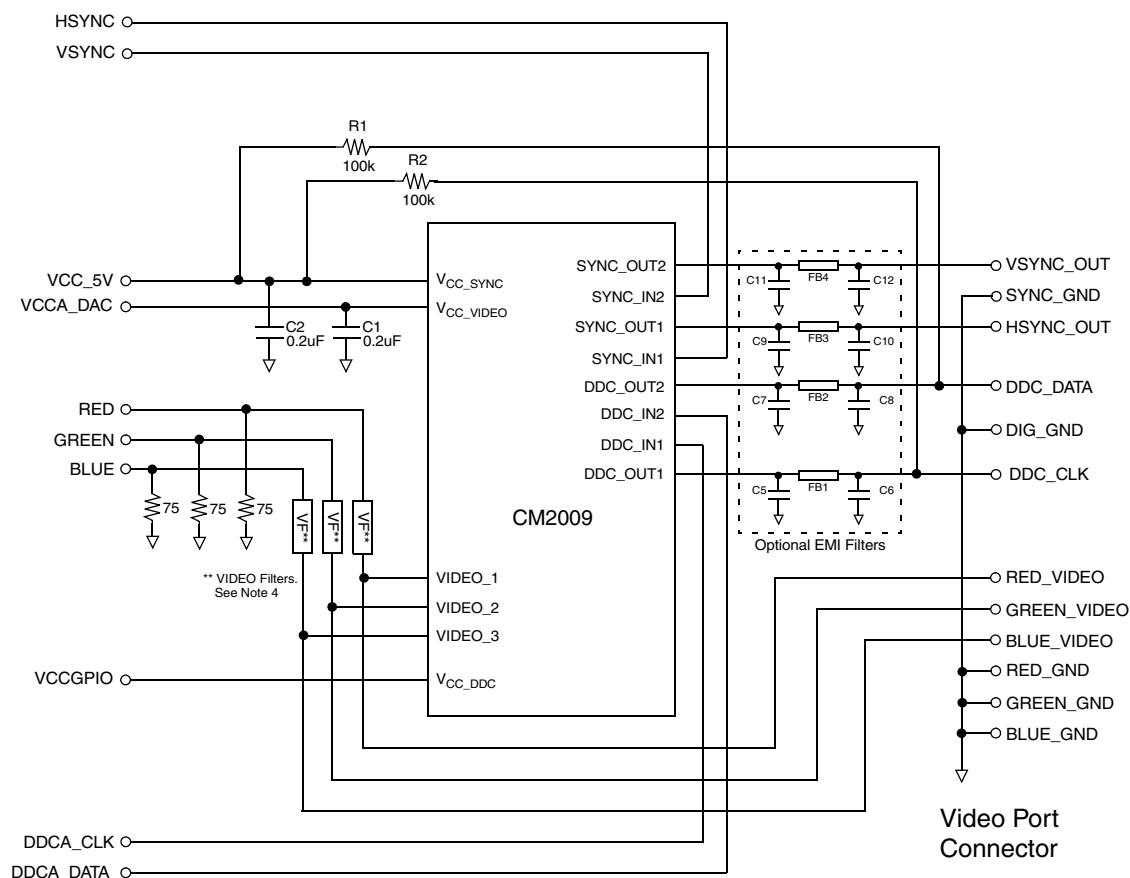 HSYNC
VSYNC
R1
100k
R2
100k
VCC_5V
VCCA_DAC
C2
0.2uF
C1
0.2uF
RED
GREEN
BLUE
75
75
75
VF**
VF**
VF**
** VIDEO Filters.
See Note 4
VCCGPIO
DDCA_CLK
DDCA_DATA
VCC_SYNC
VCC_VIDEO
VIDEO_1
VIDEO_2
VIDEO_3
VCC_DDC
CM2009
SYNC_OUT2
SYNC_IN2
SYNC_OUT1
SYNC_IN1
DDC_OUT2
DDC_IN2
DDC_IN1
DDC_OUT1
C11
FB4
C12
C9
FB3
C10
C7
FB2
C8
C5
FB1
C6
Optional EMI Filters
VSYNC_OUT
SYNC_GND
HSYNC_OUT
DDC_DATA
DIG_GND
DDC_CLK
RED_VIDEO
GREEN_VIDEO
BLUE_VIDEO
RED_GND
GREEN_GND
BLUE_GND
Video Port
Connector